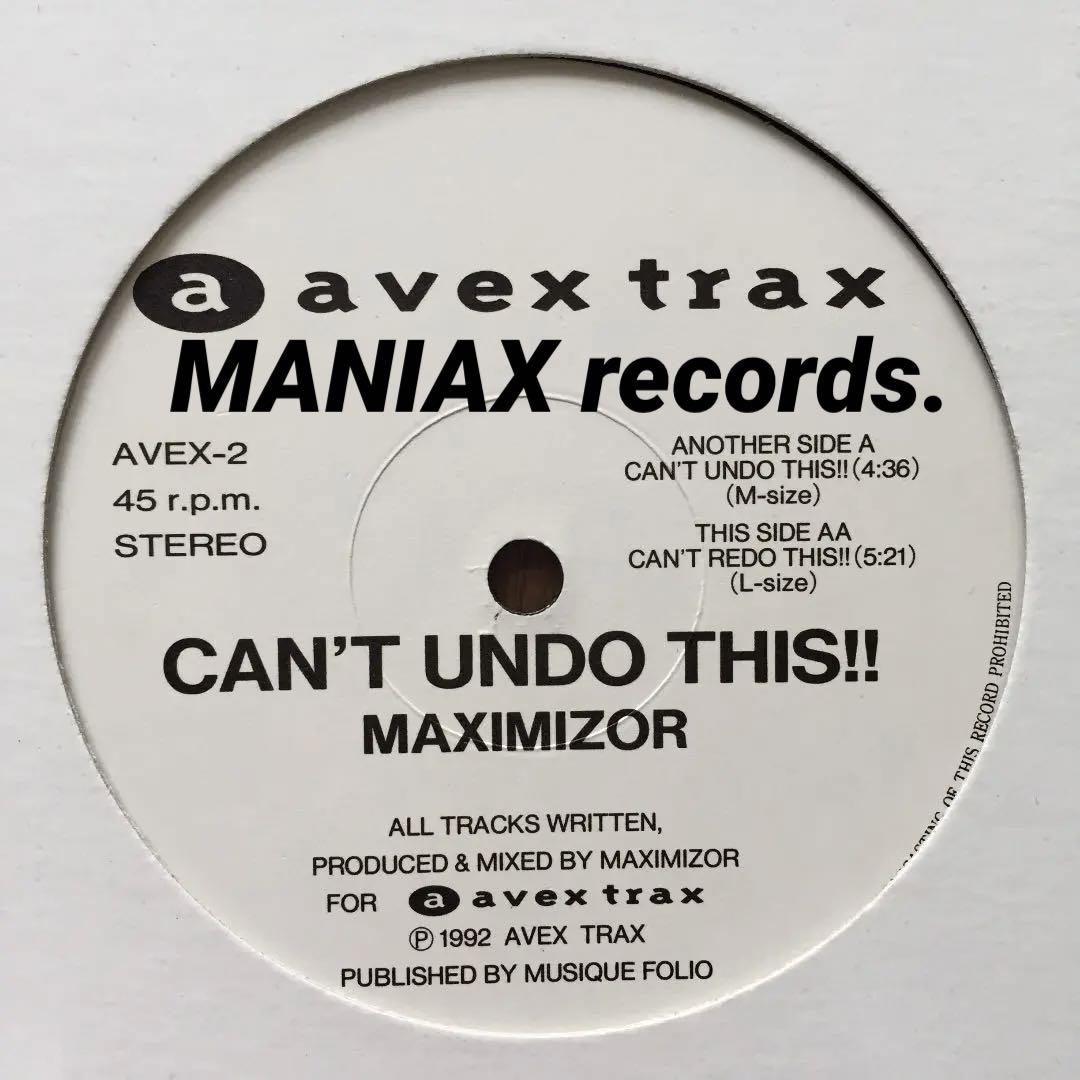 a avex trax
MANIAX records.
AVEX-2
45 r.p.m.
STEREO
ANOTHER SIDE A
CAN'T UNDO THIS!! (4:36)
(M-size)
THIS SIDE AA
CAN'T REDO THIS!! (5:21)
(L-size)
CAN'T UNDO THIS!!
MAXIMIZOR
ALL TRACKS WRITTEN,
PRODUCED & MIXED BY MAXIMIZOR
FOR a avex trax
Ⓟ 1992 AVEX TRAX
PUBLISHED BY MUSIQUE FOLIO
OF THIS RECORD PROHIBITED